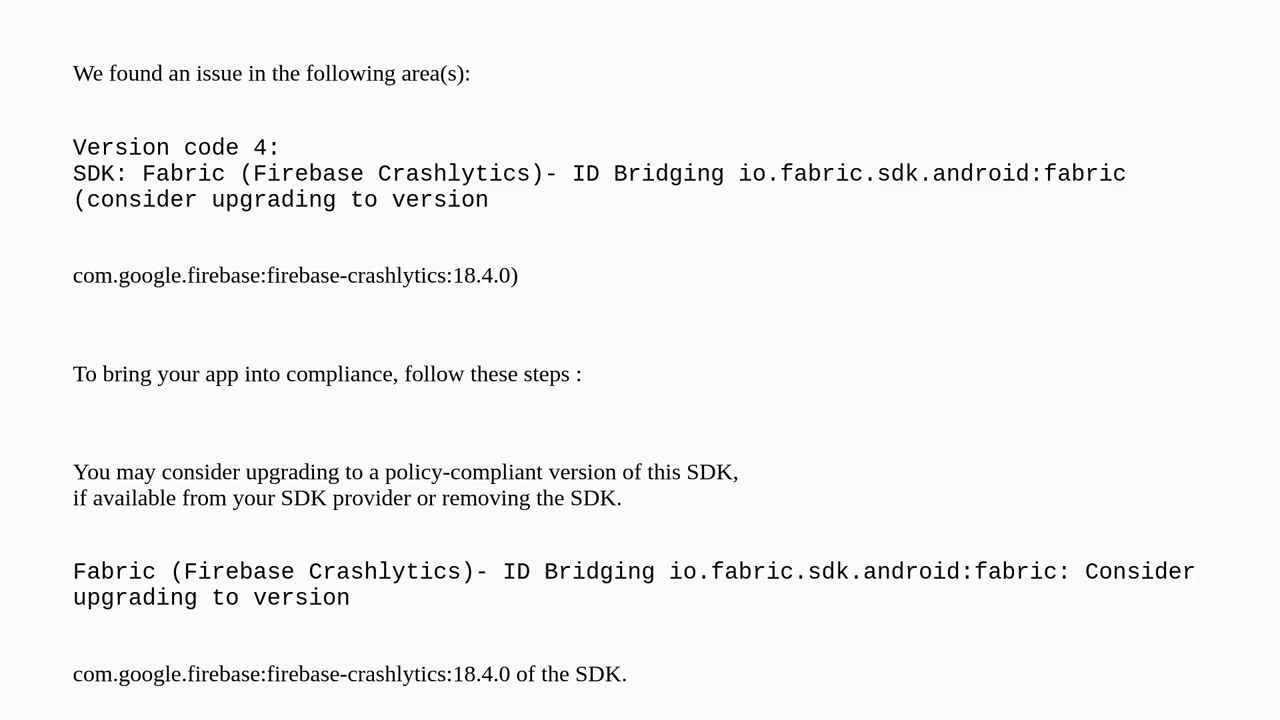 We found an issue in the following area(s):
Version code 4:
SDK: Fabric (Firebase Crashlytics)- ID Bridging io.fabric.sdk.android:fabric
(consider upgrading to version
com.google.firebase:firebase-crashlytics:18.4.0)
To bring your app into compliance, follow these steps :
You may consider upgrading to a policy-compliant version of this SDK,
if available from your SDK provider or removing the SDK.
Fabric (Firebase Crashlytics)- ID Bridging io.fabric.sdk.android:fabric: Consider
upgrading to version
com.google.firebase:firebase-crashlytics:18.4.0 of the SDK.